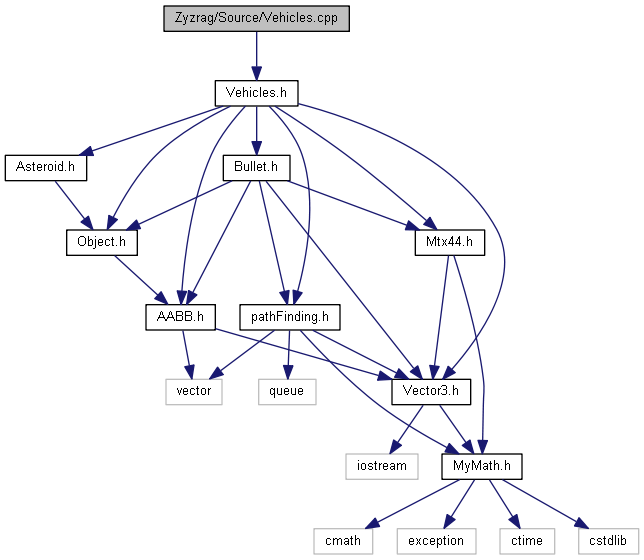 Zyzrag/Source/Vehicles.cpp
Vehicles.h
Asteroid.h
Bullet.h
Object.h
Mtx44.h
AABB.h
pathFinding.h
vector
queue
Vector3.h
iostream
MyMath.h
cmath
exception
ctime
cstdlib